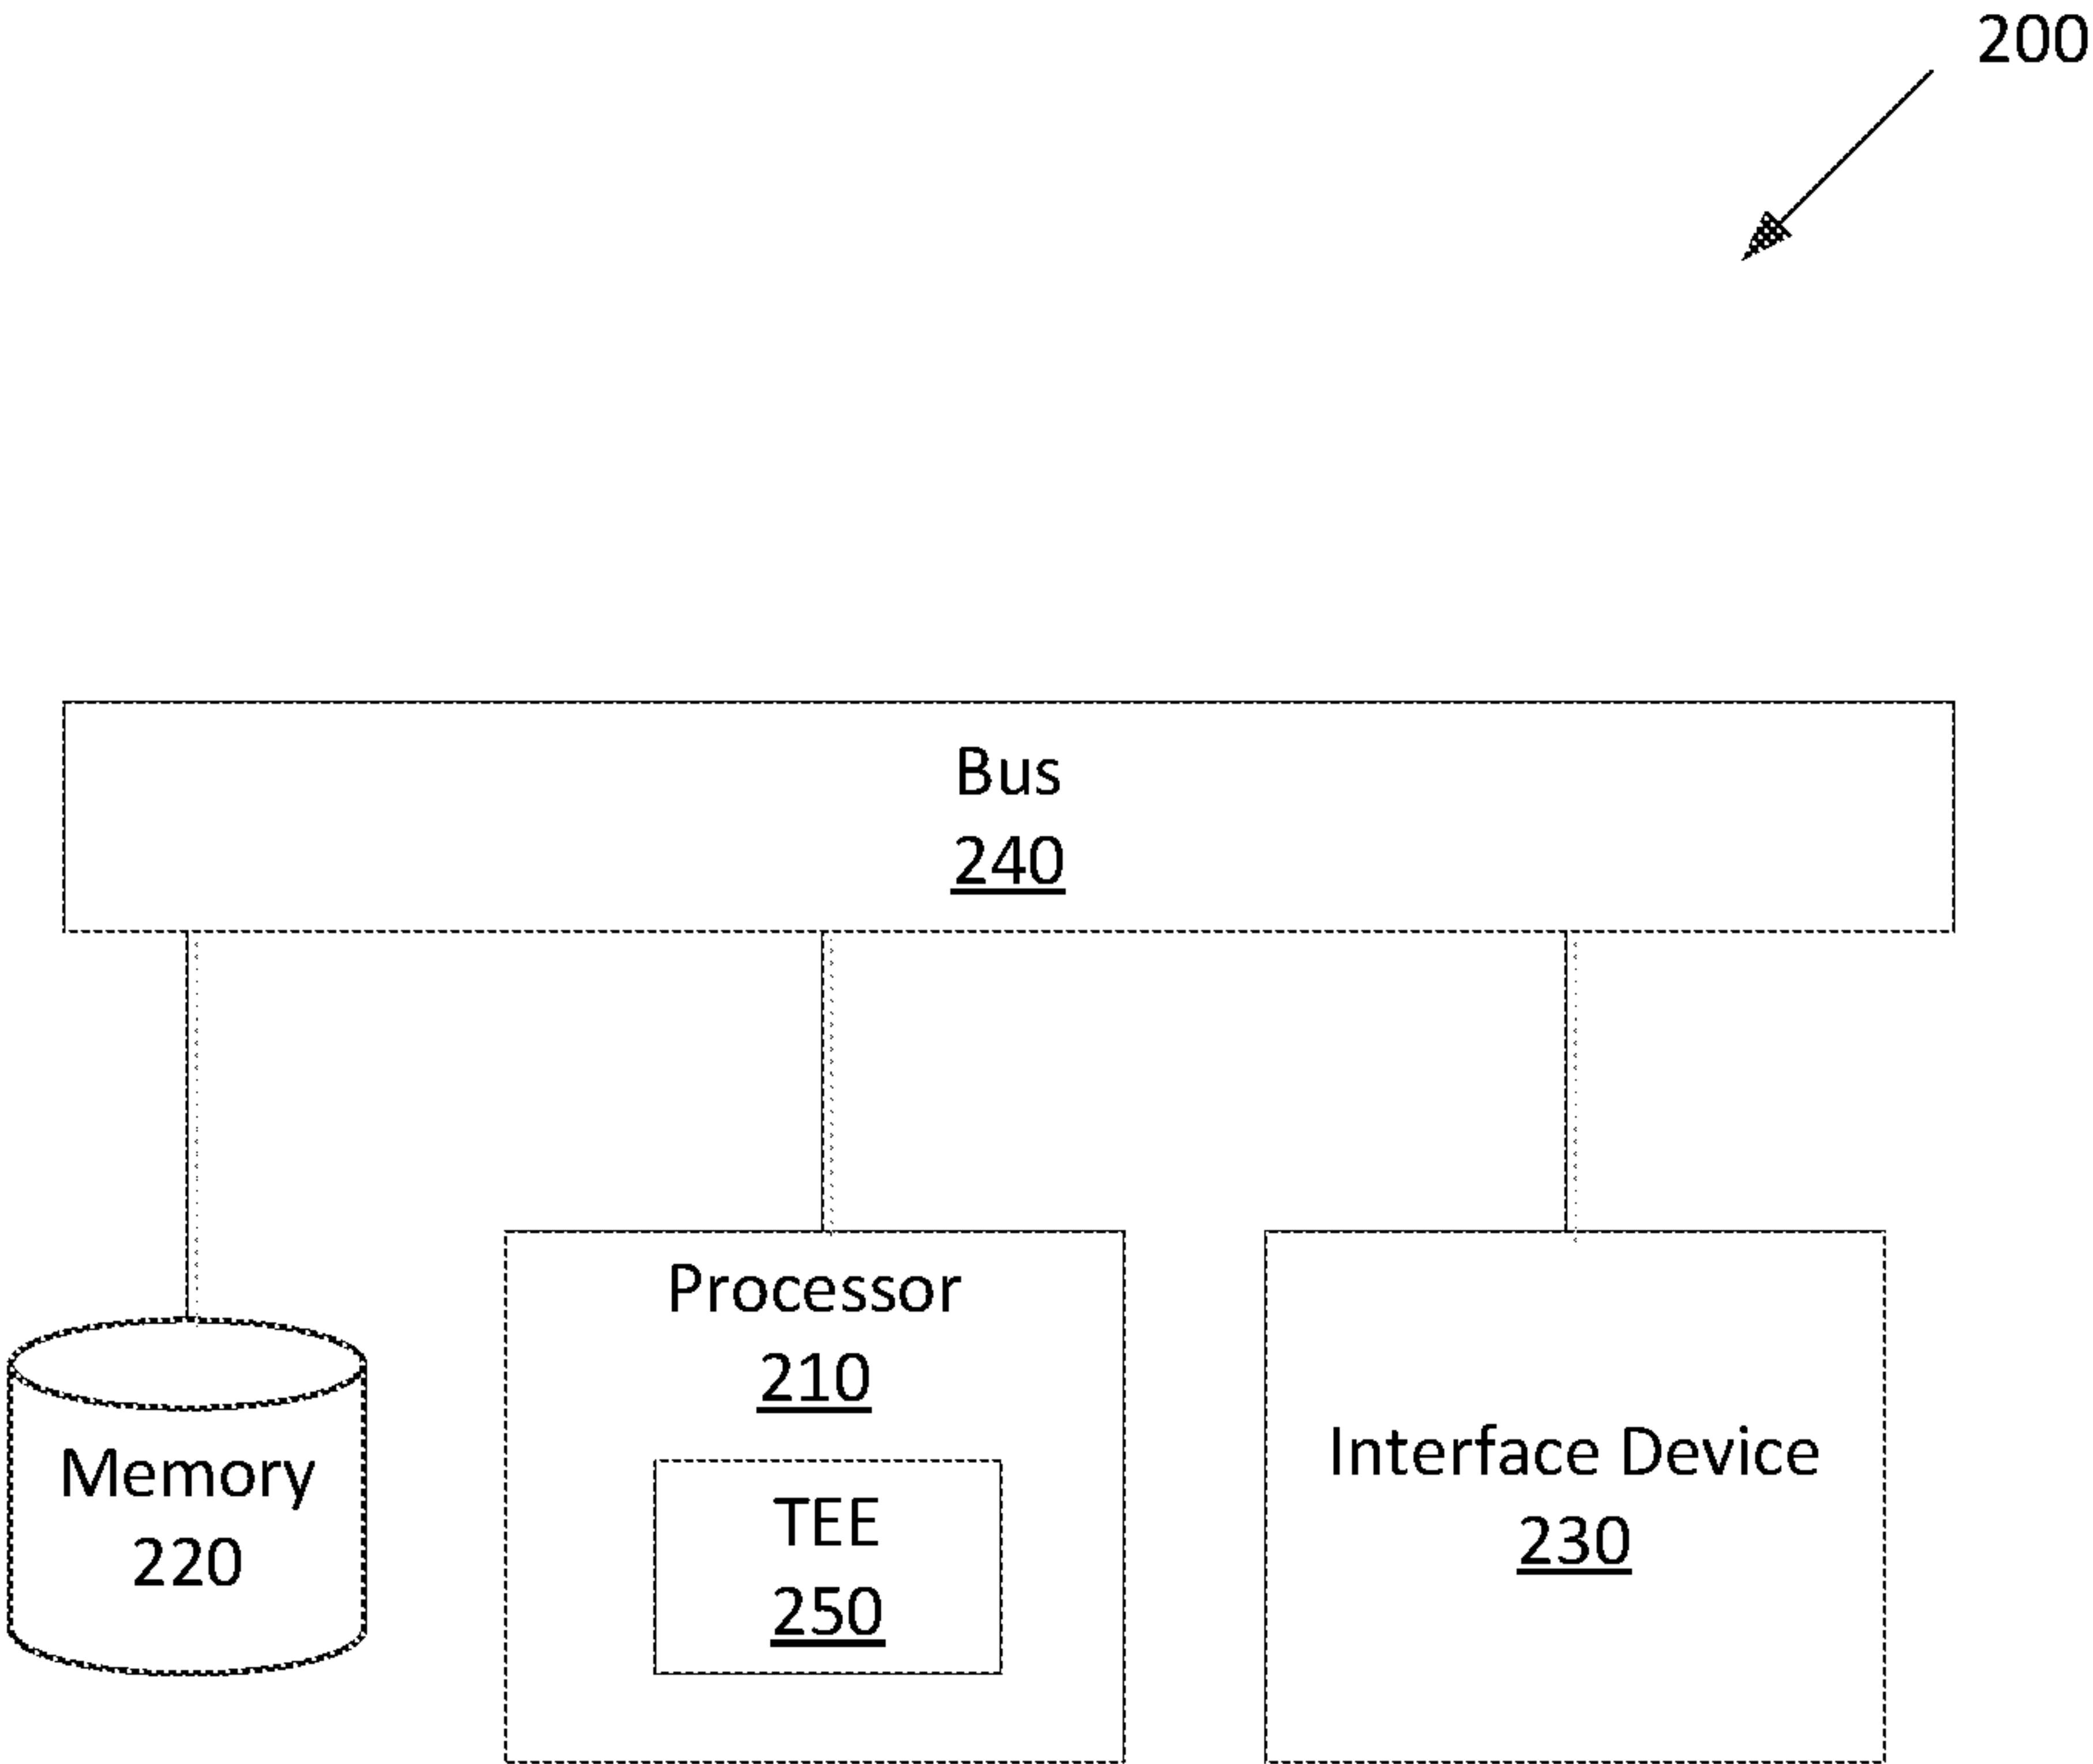 200
Bus
240
Processor
210
Memory
220
TEE
250
Interface Device
230